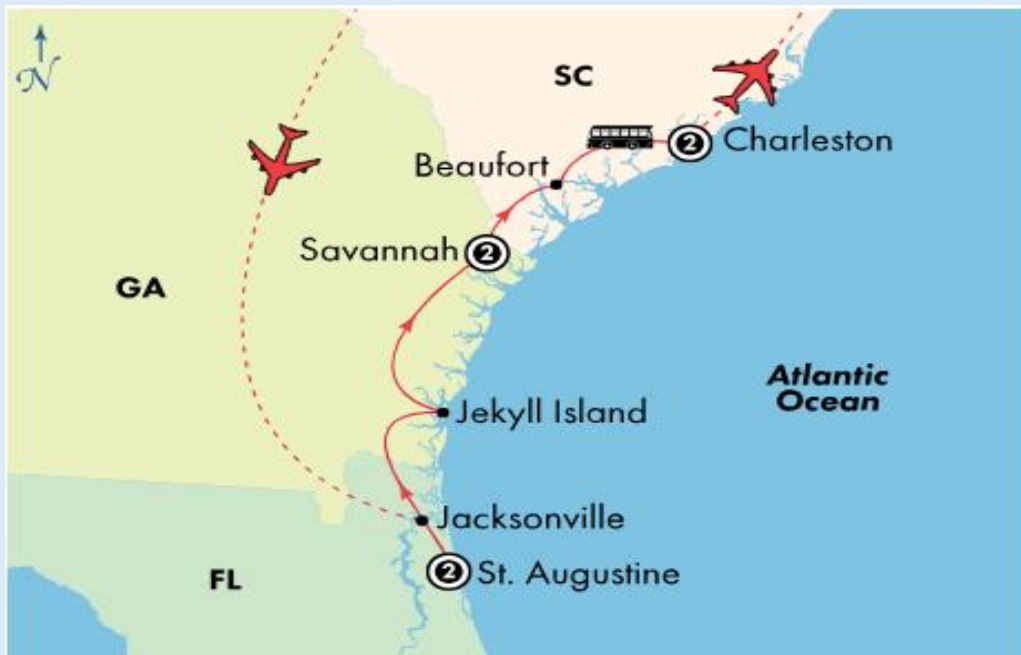 N
SC
Charleston
2
Beaufort
Savannah
2
GA
Atlantic
Ocean
Jekyll Island
Jacksonville
FL
2
St. Augustine